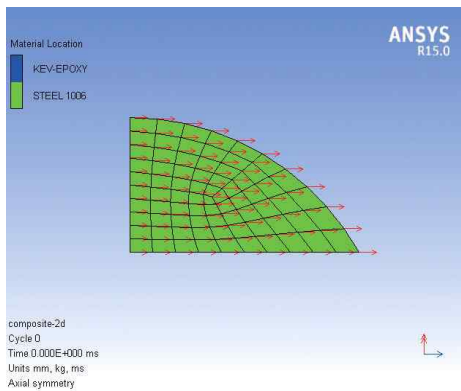 ANSYS
R15.0
Material Location
KEV-EPOXY
STEEL 1006
composite-2d
Cycle 0
Time 0.000E+000 ms
Units mm, kg, ms
Axial symmetry